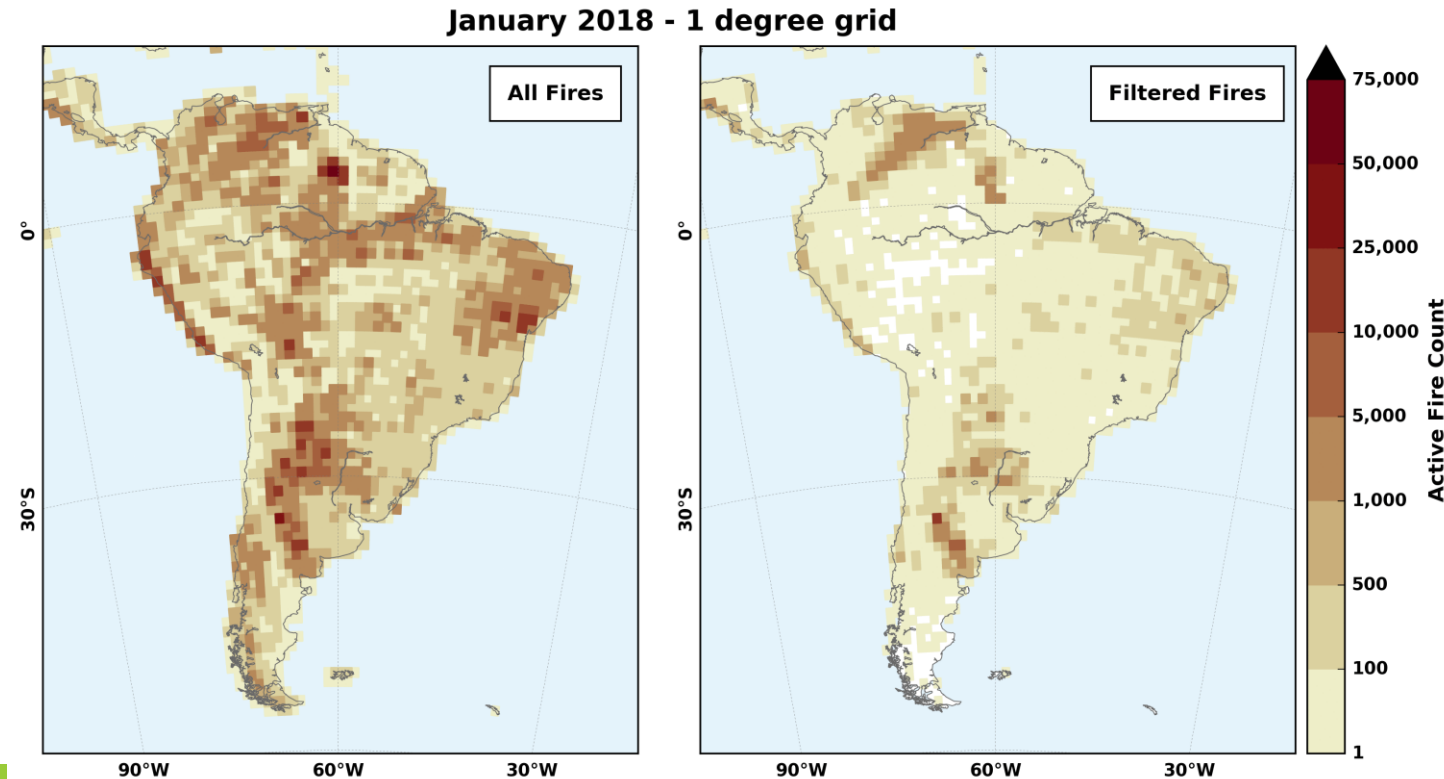 January 2018 - 1 degree grid
All Fires
Filtered Fires
75,000
50,000
25,000
10,000
5,000
1,000
500
100
1
Active Fire Count
0°
30°S
90°W
60°W
30°W
0°
30°S
90°W
60°W
30°W